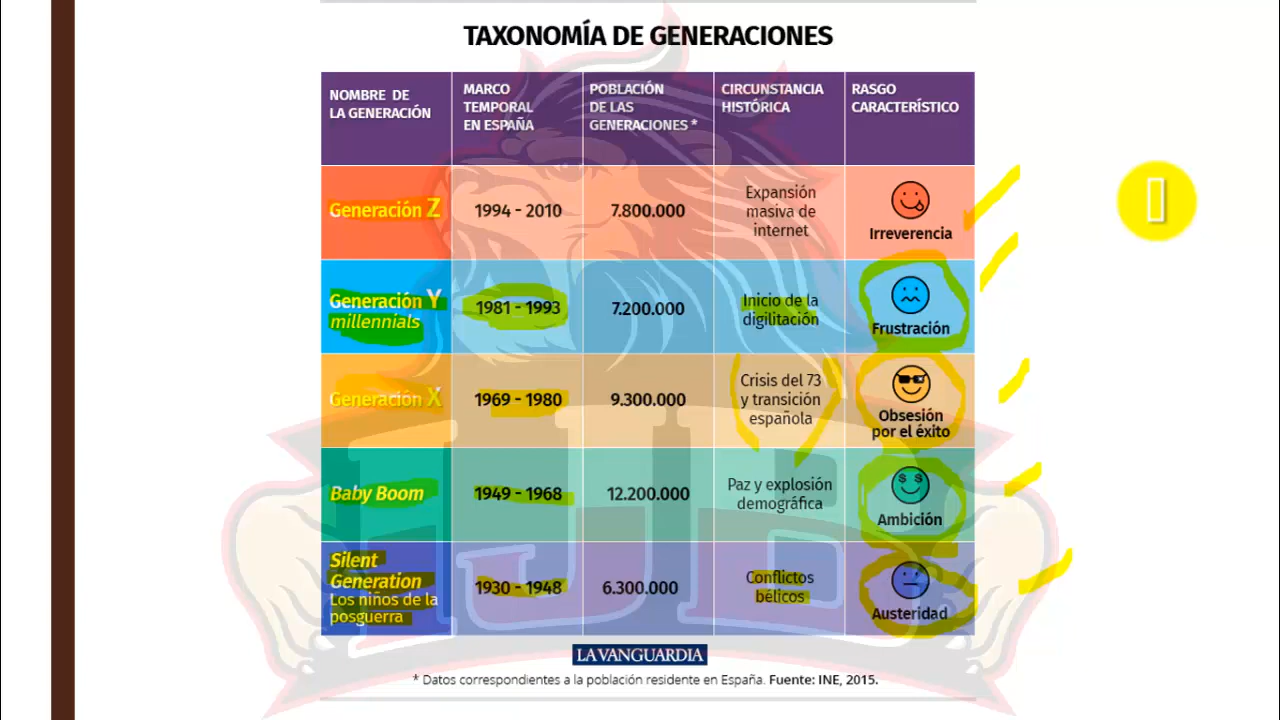 TAXONOMÍA DE GENERACIONES
NOMBRE DE
LA GENERACIÓN
MARCO
TEMPORAL
EN ESPAÑA
POBLACIÓN
DE LAS
GENERACIONES *
CIRCUNSTANCIA
HISTÓRICA
RASGO
CARACTERÍSTICO
Generación Z
1994 - 2010
7.800.000
Expansión
masiva de
internet
Irreverencia
Generación Y
millennials
1981 - 1993
7.200.000
Inicio de la
digilitación
Frustración
Generación X
1969 - 1980
9.300.000
Crisis del 73
y transición
española
Obsesión
por el éxito
Baby Boom
1949 - 1968
12.200.000
Paz y explosión
demográfica
Ambición
Silent
Generation
Los niños de la
posguerra
1930 - 1948
6.300.000
Conflictos
bélicos
Austeridad
HJB
LA VANGUARDIA
* Datos correspondientes a la población residente en España. Fuente: INE, 2015.